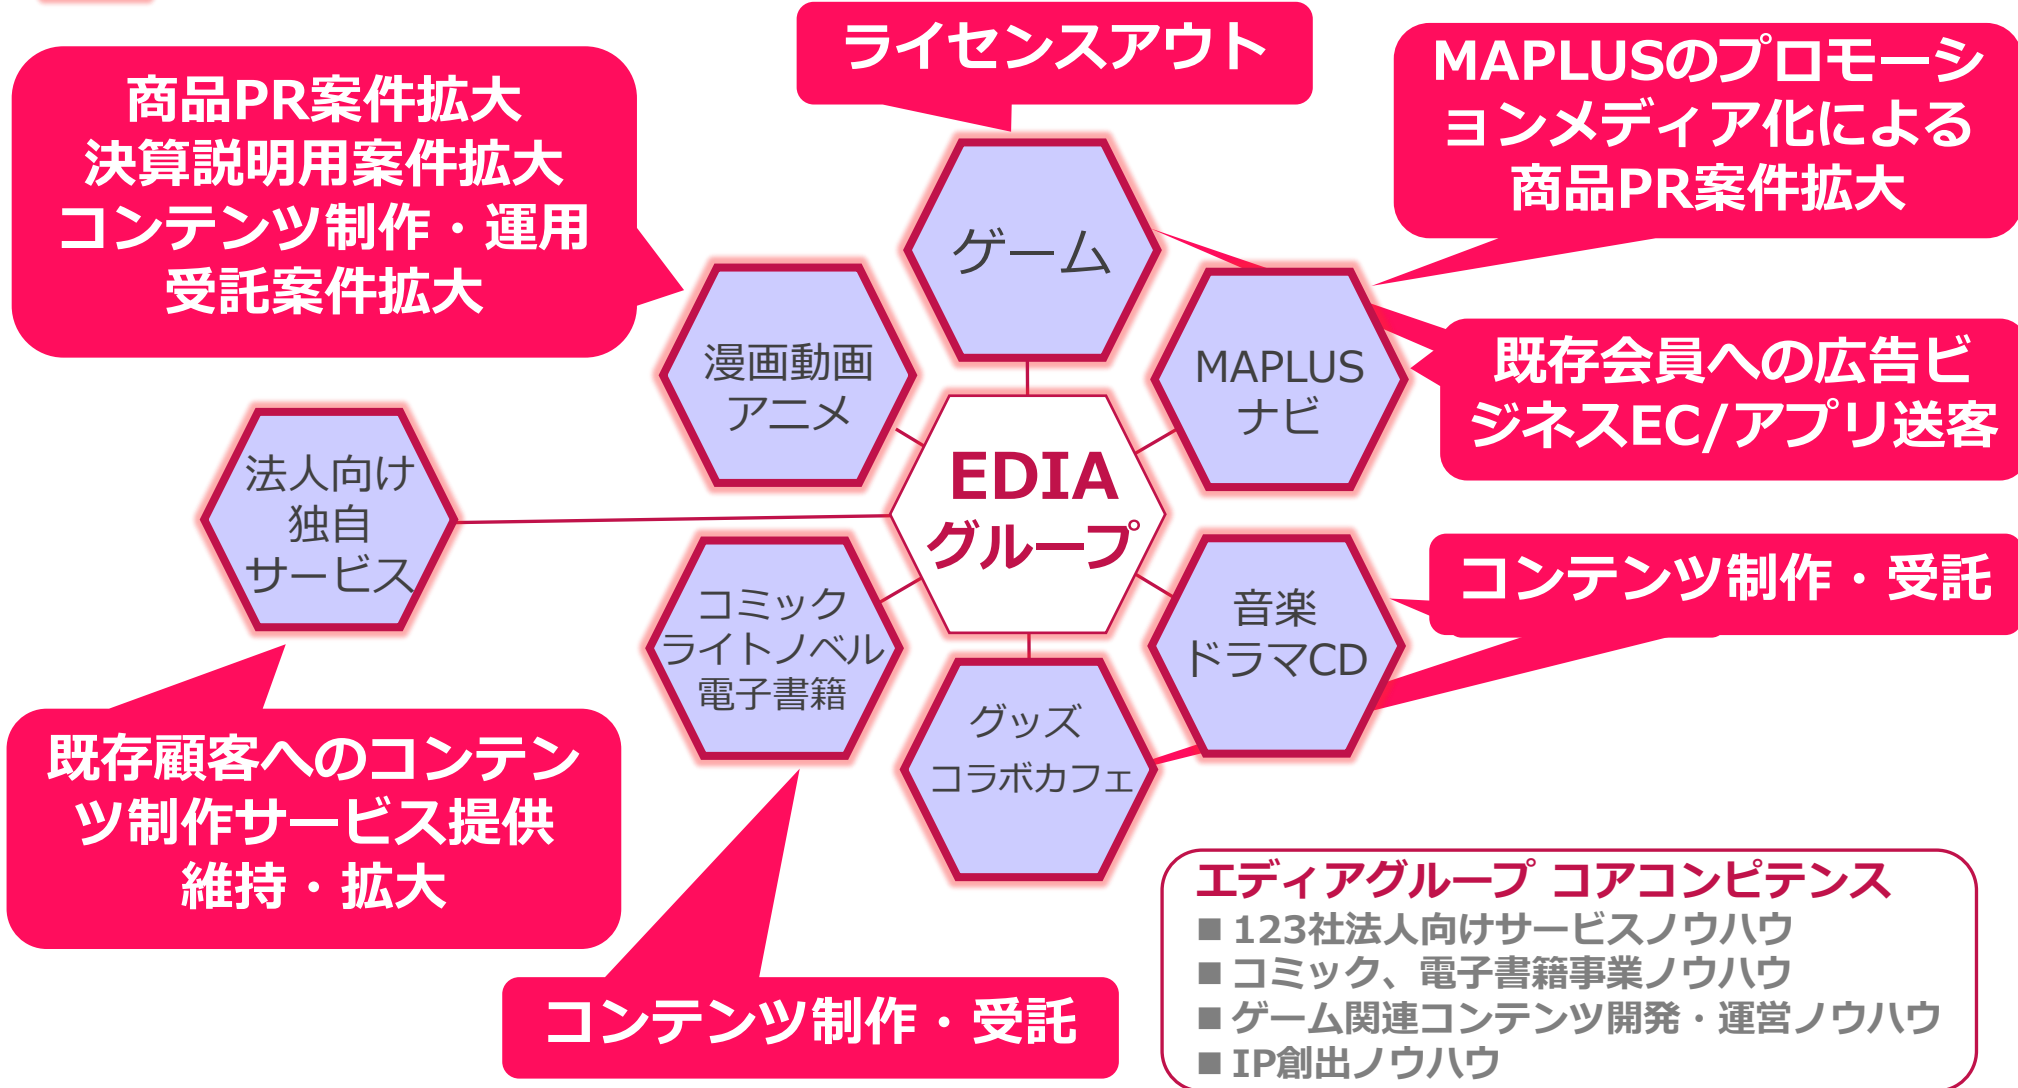 ライセンスアウト
商品PR案件拡大
決算説明用案件拡大
コンテンツ制作・運用
受託案件拡大
MAPLUSのプロモーシ
ョンメディア化による
商品PR案件拡大
ゲーム
漫画動画
アニメ
MAPLUS
ナビ
既存会員への広告ビ
ジネスEC/アプリ送客
法人向け
独自
サービス
EDIA
グループ
コミック
ライトノベル
電子書籍
音楽
ドラマCD
コンテンツ制作・受託
グッズ
コラボカフェ
既存顧客へのコンテン
ツ制作サービス提供
維持・拡大
コンテンツ制作・受託
エディアグループ コアコンピテンス
■ 123社法人向けサービスノウハウ
■ コミック、電子書籍事業ノウハウ
■ ゲーム関連コンテンツ開発・運営ノウハウ
■ IP創出ノウハウ